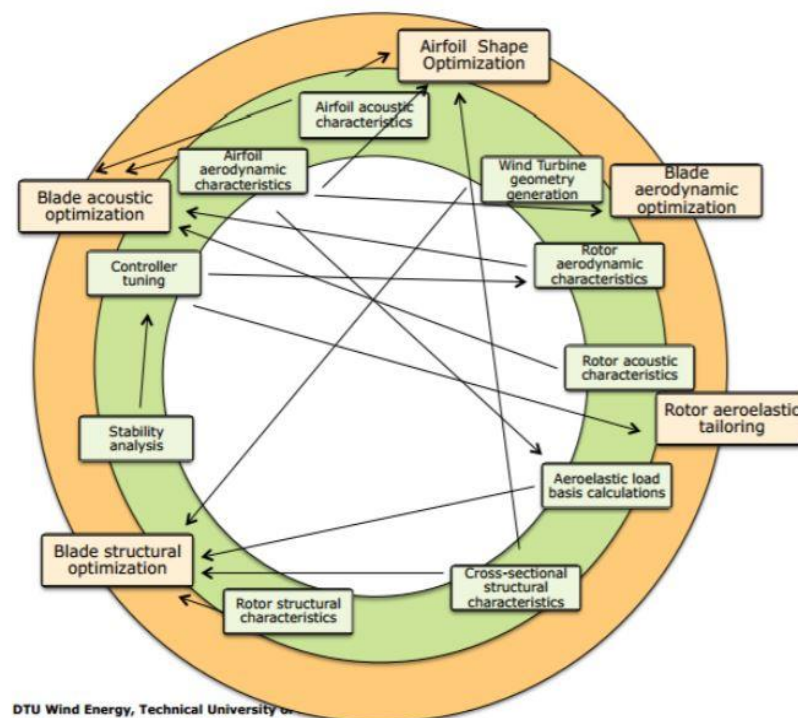 Airfoil Shape
Optimization
Airfoil acoustic
characteristics
Airfoil
aerodynamic
characteristics
Wind Turbine
geometry
generation
Blade
aerodynamic
optimization
Blade acoustic
optimization
Controller
tuning
Rotor
aerodynamic
characteristics
Rotor acoustic
characteristics
Rotor aeroelastic
tailoring
Stability
analysis
Aeroelastic load
basis calculations
Blade structural
optimization
Cross-sectional
structural
characteristics
Rotor structural
characteristics
DTU Wind Energy, Technical University